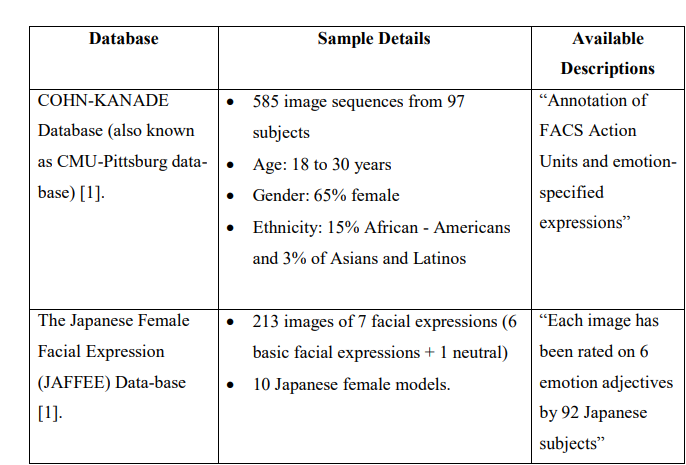 Database
Sample Details
Available
Descriptions
COHN-KANADE
Database (also known
as CMU-Pittsburg data-
base) [1].
• 585 image sequences from 97
subjects
• Age: 18 to 30 years
• Gender: 65% female
• Ethnicity: 15% African - Americans
and 3% of Asians and Latinos
“Annotation of
FACS Action
Units and emotion-
specified
expressions”
The Japanese Female
Facial Expression
(JAFFEE) Data-base
[1].
• 213 images of 7 facial expressions (6
basic facial expressions + 1 neutral)
• 10 Japanese female models.
“Each image has
been rated on 6
emotion adjectives
by 92 Japanese
subjects”